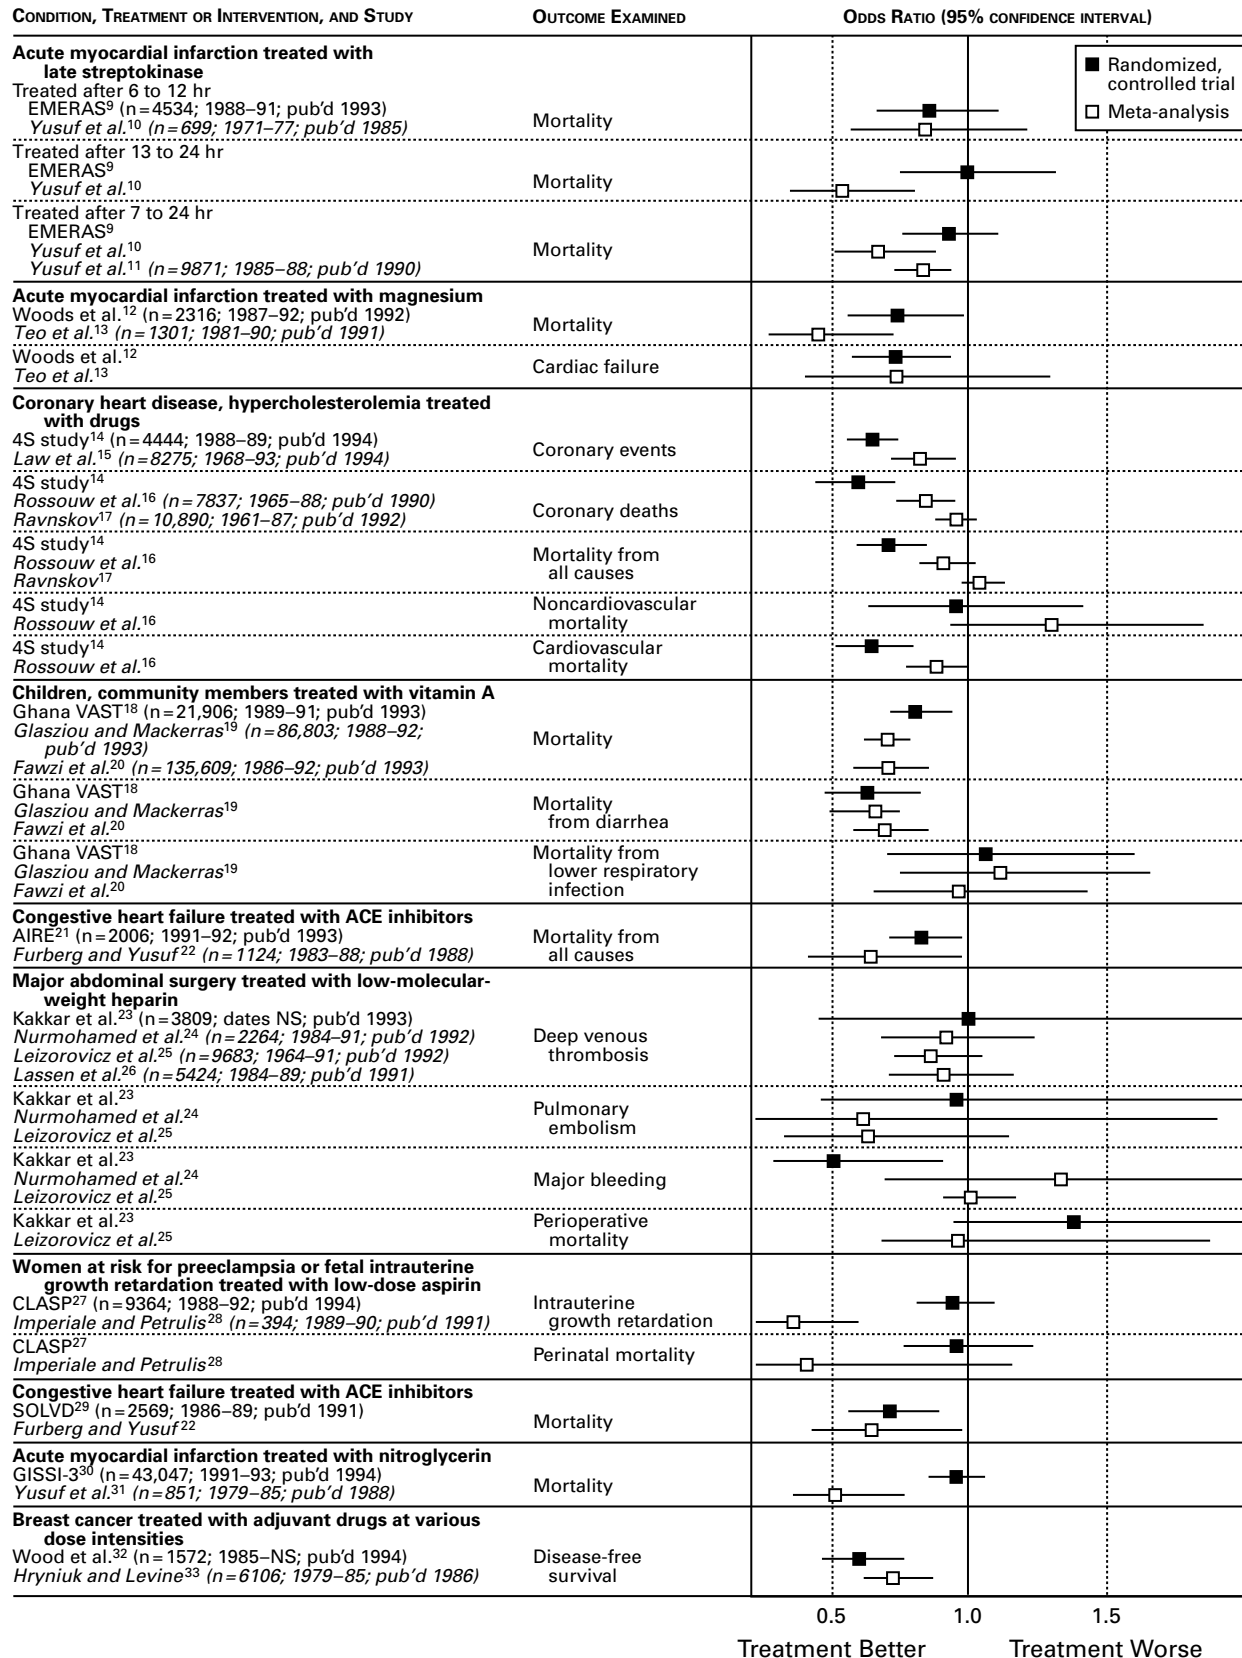 CONDITION, TREATMENT OR INTERVENTION, AND STUDY OUTCOME EXAMINED ODDS RATIO (95% CONFIDENCE INTERVAL)
Randomized,
controlled trial
Meta-analysis
Acute myocardial infarction treated with
late streptokinase
Treated after 6 to 12 hr
EMERAS9 (n=4534; 1988–91; pub'd 1993)
Yusuf et al.10 (n=699; 1971–77; pub'd 1985)
Mortality
Treated after 13 to 24 hr
EMERAS9
Yusuf et al.10
Mortality
Treated after 7 to 24 hr
EMERAS9
Yusuf et al.10
Yusuf et al.11 (n=9871; 1985–88; pub'd 1990)
Mortality
Acute myocardial infarction treated with magnesium
Woods et al.12 (n=2316; 1987–92; pub'd 1992)
Teo et al.13 (n=1301; 1981–90; pub'd 1991)
Mortality
Woods et al.12
Teo et al.13
Cardiac failure
Coronary heart disease, hypercholesterolemia treated
with drugs
4S study14 (n=4444; 1988–89; pub'd 1994)
Law et al.15 (n=8275; 1968–93; pub'd 1994)
Coronary events
4S study14
Rossouw et al.16 (n=7837; 1965–88; pub'd 1990)
Ravnskov17 (n=10,890; 1961–87; pub'd 1992)
Coronary deaths
4S study14
Rossouw et al.16
Ravnskov17
Mortality from
all causes
4S study14
Rossouw et al.16
Noncardiovascular
mortality
4S study14
Rossouw et al.16
Cardiovascular
mortality
Children, community members treated with vitamin A
Ghana VAST18 (n=21,906; 1989–91; pub'd 1993)
Glasziou and Mackerras19 (n=86,803; 1988–92;
pub'd 1993)
Fawzi et al.20 (n=135,609; 1986–92; pub'd 1993)
Mortality
Ghana VAST18
Glasziou and Mackerras19
Fawzi et al.20
Mortality
from diarrhea
Ghana VAST18
Glasziou and Mackerras19
Fawzi et al.20
Mortality from
lower respiratory
infection
Congestive heart failure treated with ACE inhibitors
AIRE21 (n=2006; 1991–92; pub'd 1993)
Furberg and Yusuf22 (n=1124; 1983–88; pub'd 1988)
Mortality from
all causes
Major abdominal surgery treated with low-molecular-
weight heparin
Kakkar et al.23 (n=3809; dates NS; pub'd 1993)
Nurmohamed et al.24 (n=2264; 1984–91; pub'd 1992)
Leizorovicz et al.25 (n=9683; 1964–91; pub'd 1992)
Lassen et al.26 (n=5424; 1984–89; pub'd 1991)
Deep venous
thrombosis
Kakkar et al.23
Nurmohamed et al.24
Leizorovicz et al.25
Pulmonary
embolism
Kakkar et al.23
Nurmohamed et al.24
Leizorovicz et al.25
Major bleeding
Kakkar et al.23
Leizorovicz et al.25
Perioperative
mortality
Women at risk for preeclampsia or fetal intrauterine
growth retardation treated with low-dose aspirin
CLASP27 (n=9364; 1988–92; pub'd 1994)
Imperiale and Petrulis28 (n=394; 1989–90; pub'd 1991)
Intrauterine
growth retardation
CLASP27
Imperiale and Petrulis28
Perinatal mortality
Congestive heart failure treated with ACE inhibitors
SOLVD29 (n=2569; 1986–89; pub'd 1991)
Furberg and Yusuf22
Mortality
Acute myocardial infarction treated with nitroglycerin
GISSI-330 (n=43,047; 1991–93; pub'd 1994)
Yusuf et al.31 (n=851; 1979–85; pub'd 1988)
Mortality
Breast cancer treated with adjuvant drugs at various
dose intensities
Wood et al.32 (n=1572; 1985–NS; pub'd 1994)
Hryniuk and Levine33 (n=6106; 1979–85; pub'd 1986)
Disease-free
survival
0.5 1.0 1.5
Treatment Better Treatment Worse